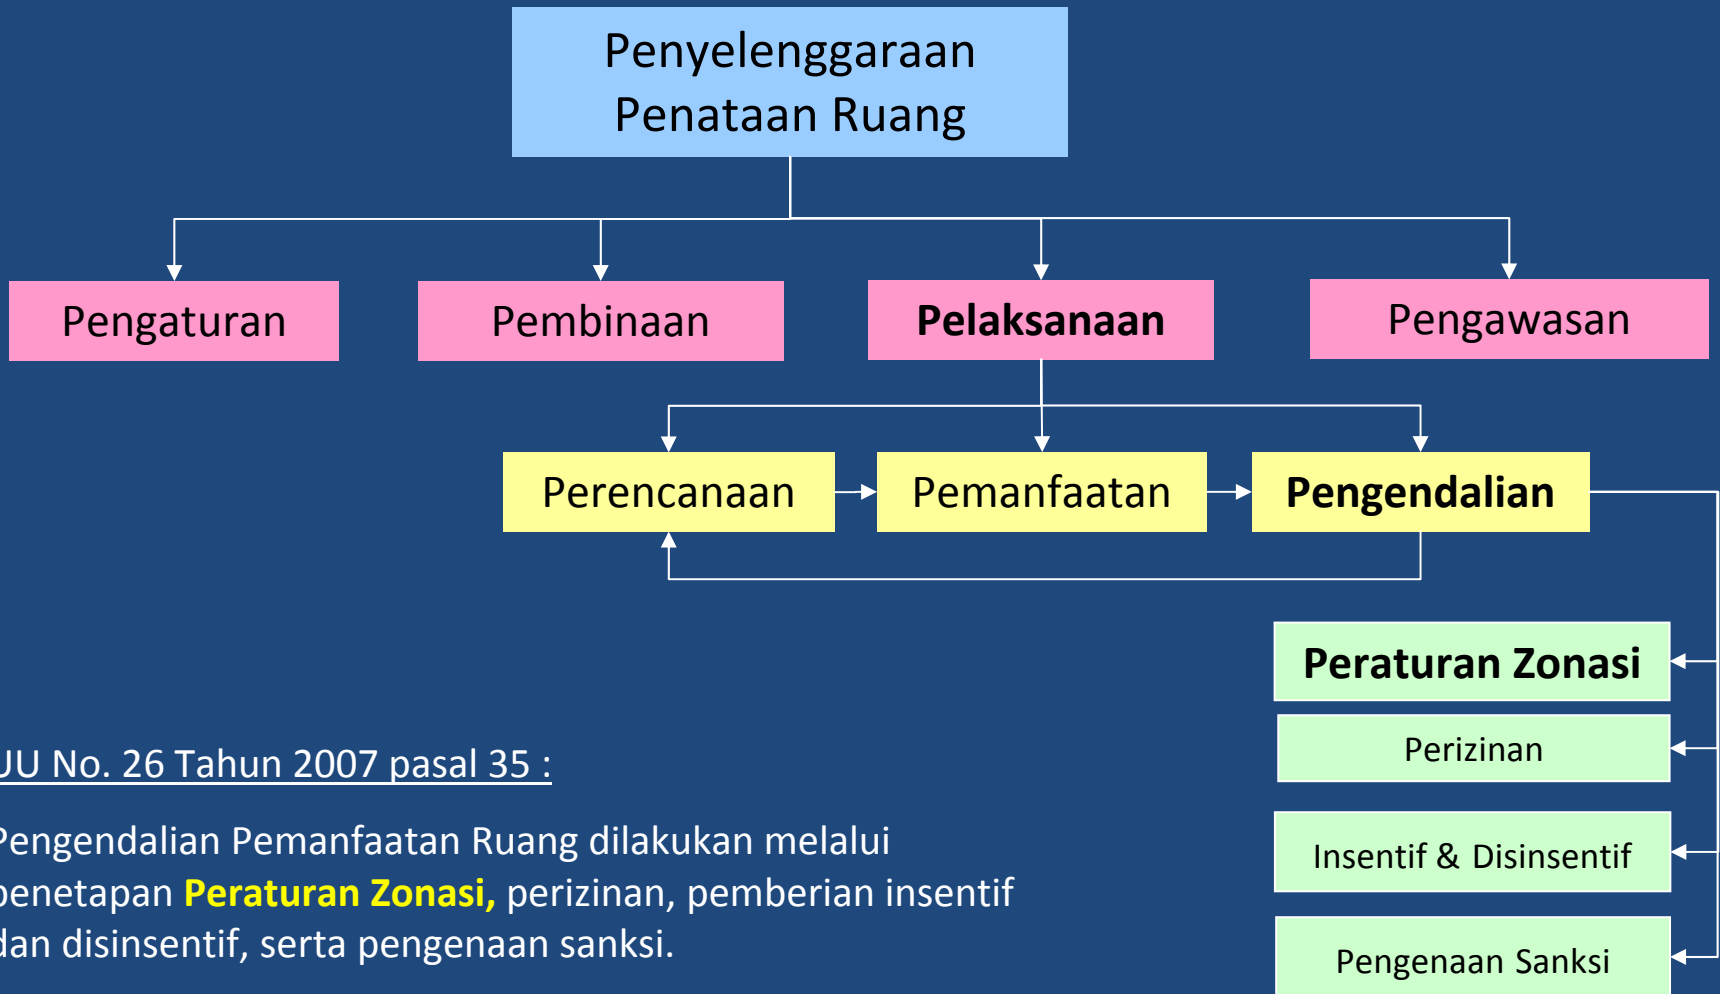 Penyelenggaraan
Penataan Ruang
Pengaturan
Pembinaan
Pelaksanaan
Pengawasan
Perencanaan
Pemanfaatan
Pengendalian
Peraturan Zonasi
Perizinan
Insentif & Disinsentif
Pengenaan Sanksi
UU No. 26 Tahun 2007 pasal 35 :
Pengendalian Pemanfaatan Ruang dilakukan melalui
penetapan Peraturan Zonasi, perizinan, pemberian insentif
dan disinsentif, serta pengenaan sanksi.